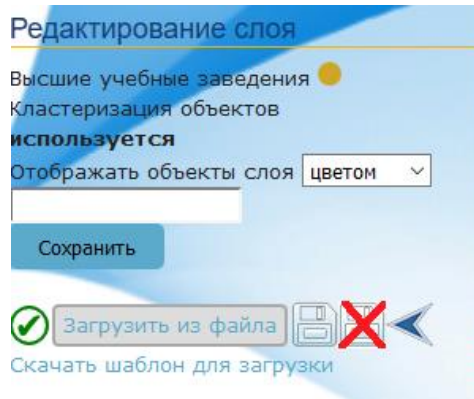 Редактирование слоя
Высшие учебные заведения
Кластеризация объектов
используется
Отображать объекты слоя цветом
Сохранить
Загрузить из файла
Скачать шаблон для загрузки